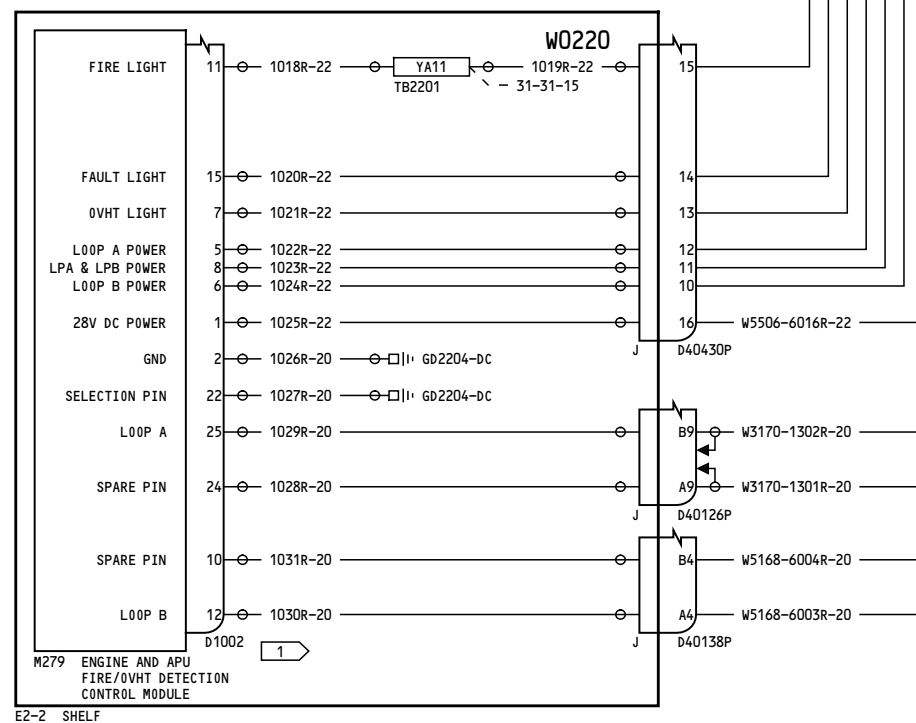 W0220
FIRE LIGHT 11 1018R-22 YA11 1019R-22 15
TB2201 31-31-15
FAULT LIGHT 15 1020R-22 14
OVHT LIGHT 7 1021R-22 13
LOOP A POWER 5 1022R-22 12
LPA & LPB POWER 8 1023R-22 11
LOOP B POWER 6 1024R-22 10
28V DC POWER 1 1025R-22 16 W5506-6016R-22
J D40430P
GND 2 1026R-20 GD2204-DC
SELECTION PIN 22 1027R-20 GD2204-DC
LOOP A 25 1029R-20 B9 W3170-1302R-20
SPARE PIN 24 1028R-20 A9 W3170-1301R-20
J D40126P
SPARE PIN 10 1031R-20 B4 W5168-6004R-20
LOOP B 12 1030R-20 A4 W5168-6003R-20
D1002 1 J D40138P
M279 ENGINE AND APU
FIRE/OVHT DETECTION
CONTROL MODULE
E2-2 SHELF